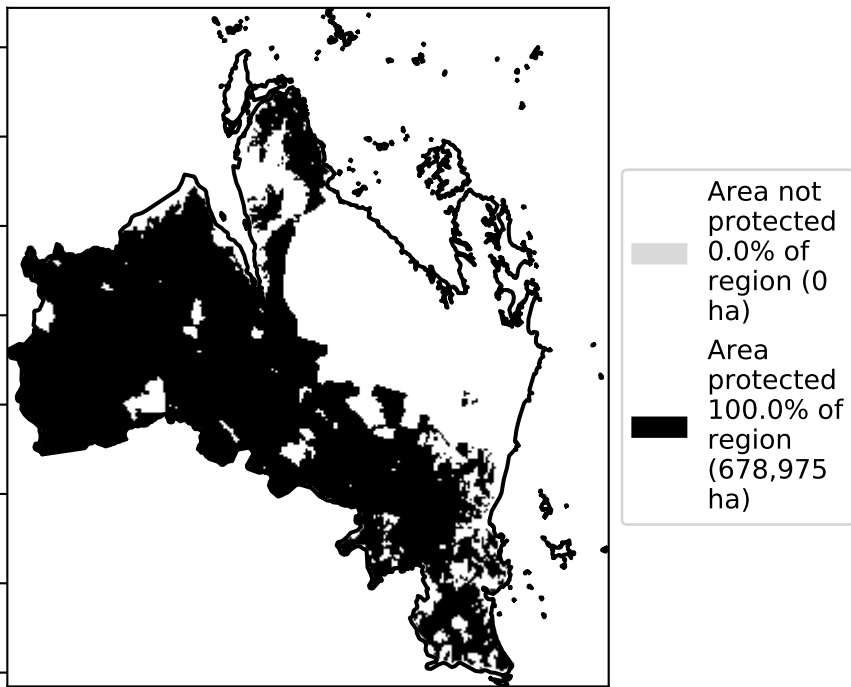 Area not
protected
0.0% of
region (0
ha)
Area
protected
100.0% of
region
(678,975
ha)